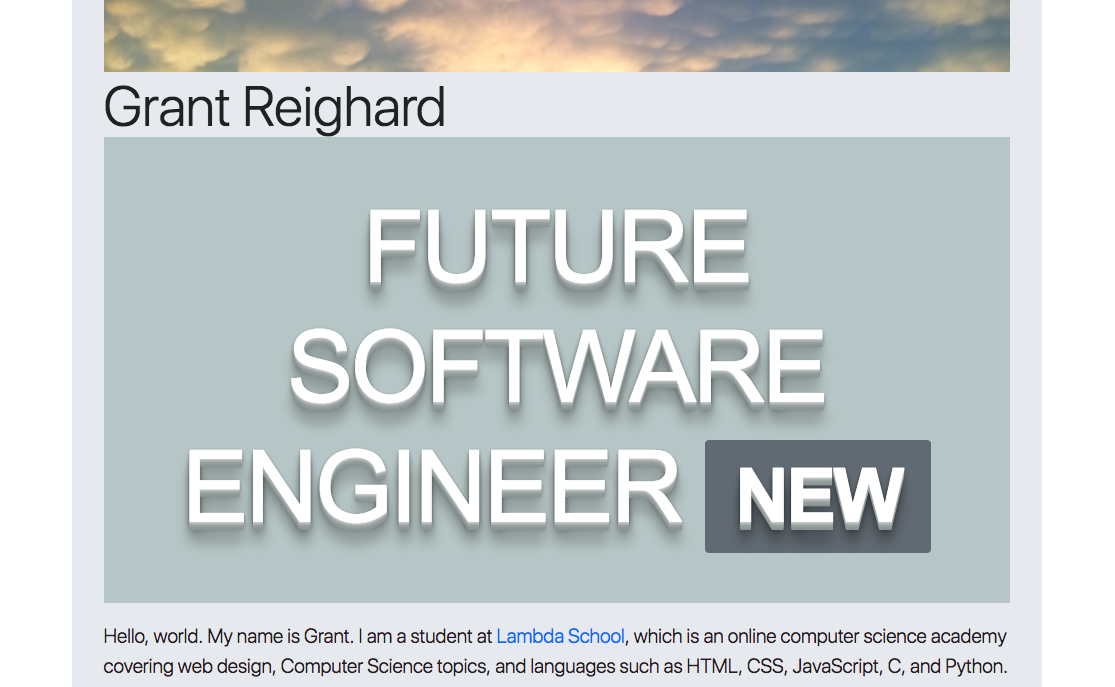 Grant Reighard
FUTURE
SOFTWARE
ENGINEER NEW
Hello, world. My name is Grant. I am a student at Lambda School, which is an online computer science academy
covering web design, Computer Science topics, and languages such as HTML, CSS, JavaScript, C, and Python.